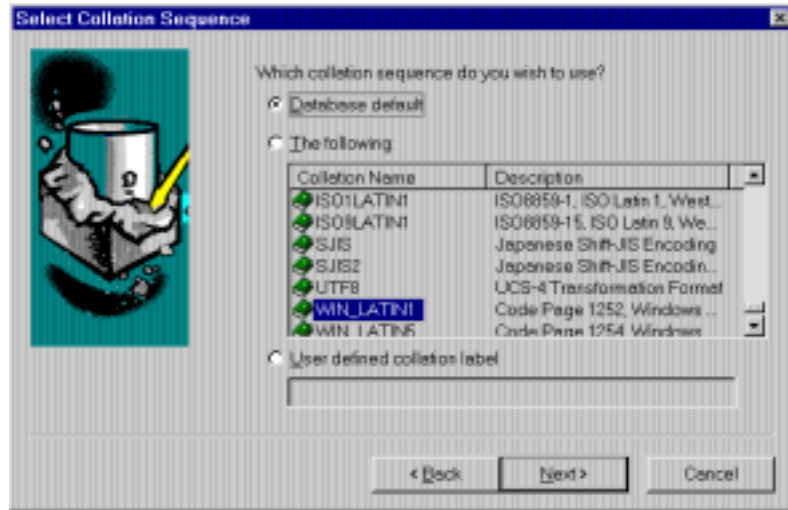 Select Collation Sequence
Which collation sequence do you wish to use?
Database default
The following:
Collation Name Description
ISO1LATIN1 ISO8859-1, ISO Latin 1, West...
ISO9LATIN1 ISO8859-15, ISO Latin 9, We...
SJIS Japanese Shift-JIS Encoding
SJIS2 Japanese Shift-JIS Encodin...
UTF8 UCS-4 Transformation Format
WIN_LATIN1 Code Page 1252, Windows ...
WIN_LATIN5 Code Page 1254, Windows
User defined collation label
< Back Next > Cancel